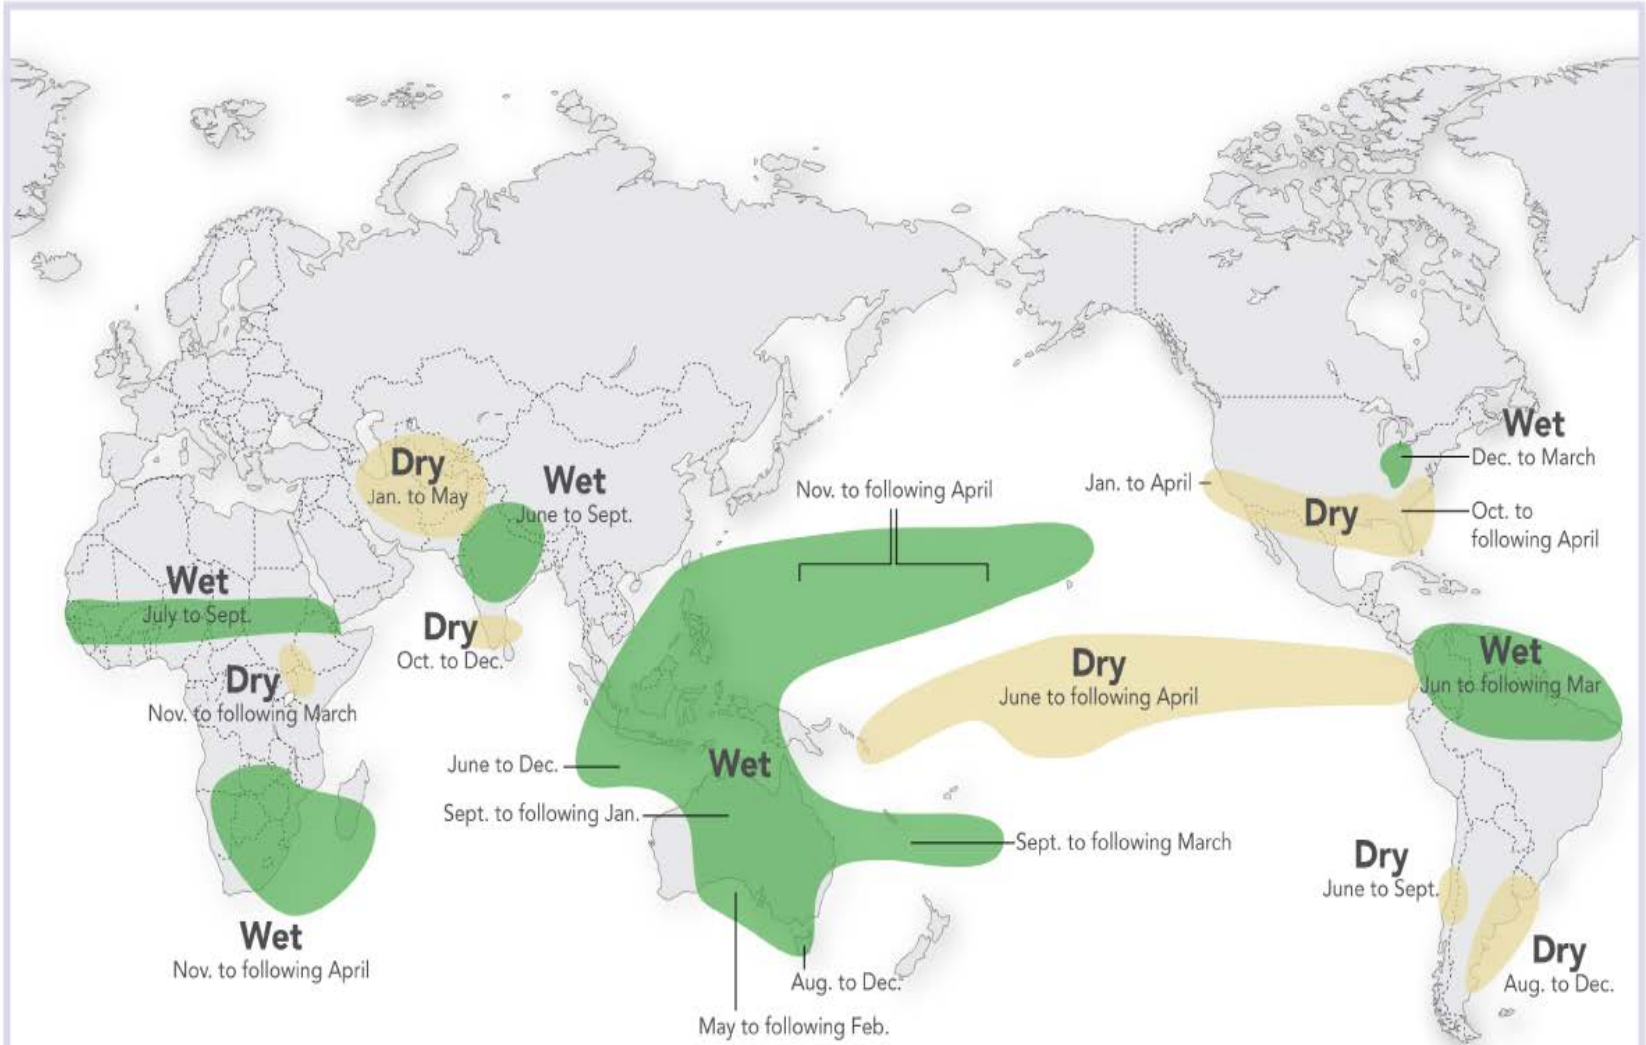 Wet
Dec. to March
Dry
Jan. to May
Wet
June to Sept.
Nov. to following April
Jan. to April
Dry
Oct. to
following April
Wet
July to Sept.
Dry
Oct. to Dec.
Dry
Nov. to following March
Dry
June to following April
Wet
Jun to following Mar
June to Dec.
Wet
Sept. to following Jan.
Sept. to following March
Dry
June to Sept.
Wet
Nov. to following April
Aug. to Dec.
May to following Feb.
Dry
Aug. to Dec.